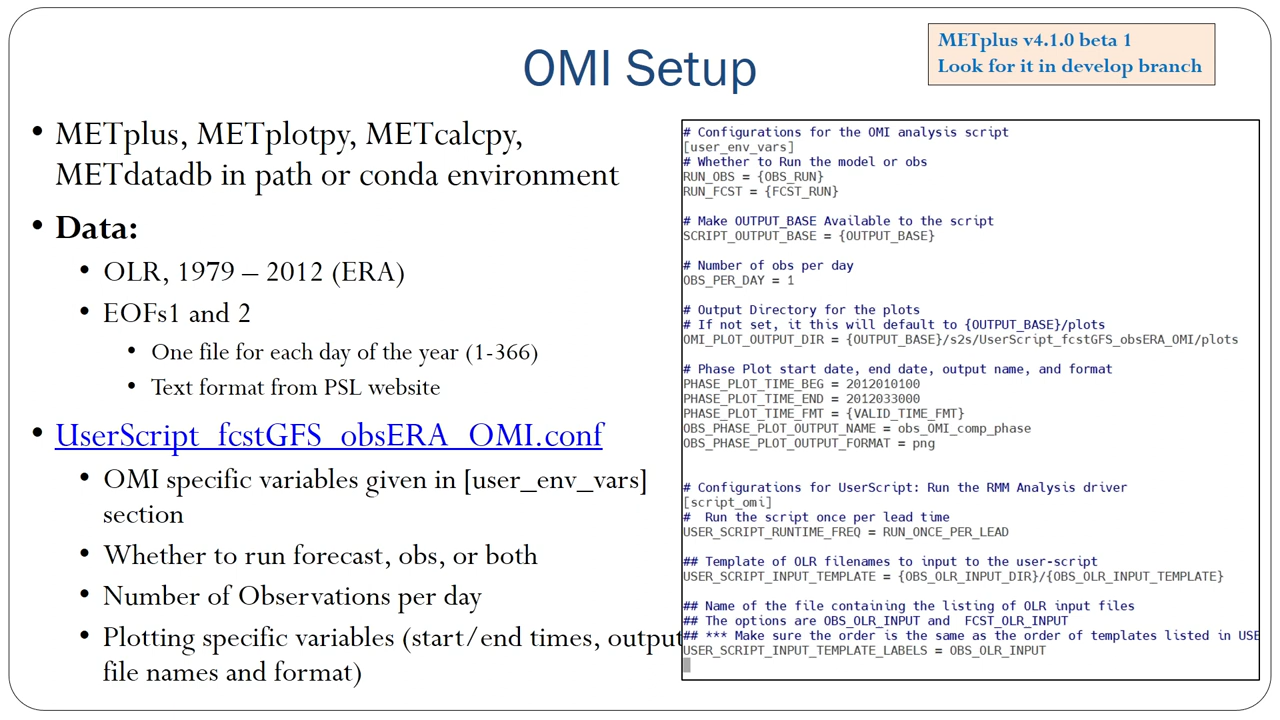 OMI Setup
METplus v4.1.0 beta 1
Look for it in develop branch
• METplus, METplotpy, METcalcpy,
METdatadb in path or conda environment
• Data:
• OLR, 1979 – 2012 (ERA)
• EOFs1 and 2
• One file for each day of the year (1-366)
• Text format from PSL website
• UserScript_fcstGFS_obsERA_OMI.conf
• OMI specific variables given in [user_env_vars]
section
• Whether to run forecast, obs, or both
• Number of Observations per day
• Plotting specific variables (start/end times, output
file names and format)
# Configurations for the OMI analysis script
[user_env_vars]
# Whether to Run the model or obs
RUN_OBS = {OBS_RUN}
RUN_FCST = {FCST_RUN}
# Make OUTPUT_BASE Available to the script
SCRIPT_OUTPUT_BASE = {OUTPUT_BASE}
# Number of obs per day
OBS_PER_DAY = 1
# Output Directory for the plots
# If not set, it this will default to {OUTPUT_BASE}/plots
OMI_PLOT_OUTPUT_DIR = {OUTPUT_BASE}/s2s/UserScript_fcstGFS_obsERA_OMI/plots
# Phase Plot start date, end date, output name, and format
PHASE_PLOT_TIME_BEG = 2012010100
PHASE_PLOT_TIME_END = 2012033000
PHASE_PLOT_TIME_FMT = {VALID_TIME_FMT}
OBS_PHASE_PLOT_OUTPUT_NAME = obs_OMI_comp_phase
OBS_PHASE_PLOT_OUTPUT_FORMAT = png
# Configurations for UserScript: Run the RMM Analysis driver
[script_omi]
# Run the script once per lead time
USER_SCRIPT_RUNTIME_FREQ = RUN_ONCE_PER_LEAD
## Template of OLR filenames to input to the user-script
USER_SCRIPT_INPUT_TEMPLATE = {OBS_OLR_INPUT_DIR}/{OBS_OLR_INPUT_TEMPLATE}
## Name of the file containing the listing of OLR input files
## The options are OBS_OLR_INPUT and FCST_OLR_INPUT
## *** Make sure the order is the same as the order of templates listed in USE
USER_SCRIPT_INPUT_TEMPLATE_LABELS = OBS_OLR_INPUT